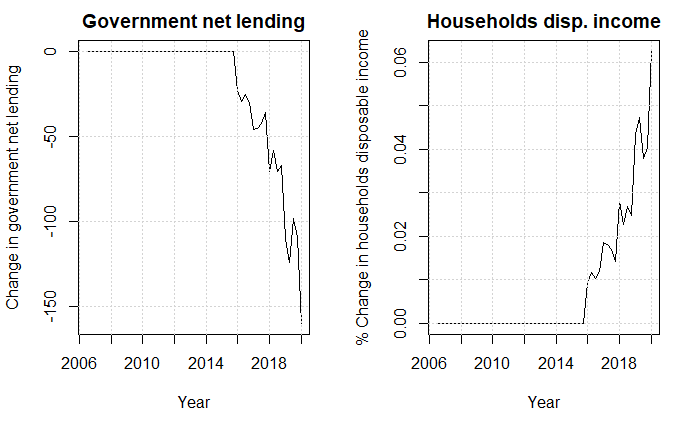 Government net lending
Change in government net lending
0
-50
-100
-150
2006
2010
2014
2018
Year
Households disp. income
% Change in households disposable income
0.06
0.04
0.02
0.00
2006
2010
2014
2018
Year